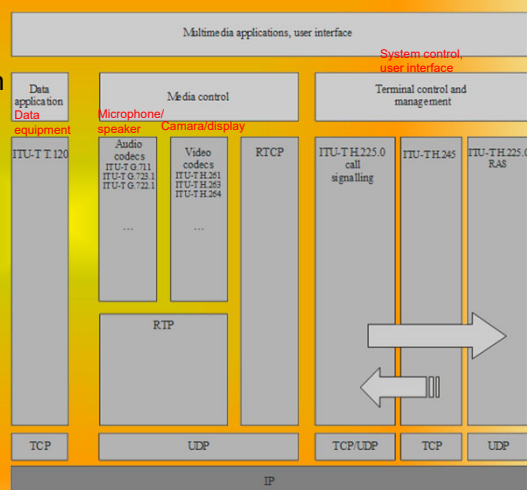 Multimedia applications, user interface
System control,
user interface
n
Data
application
Media control
Terminal control and
management
Data
equipment
Microphone/
speaker
Camara/display
ITU-T T.120
Audio
codecs
ITU-T G.711
ITU-T G.723.1
ITU-T G.722.1
...
Video
codecs
ITU-T H.261
ITU-T H.263
ITU-T H.264
...
RTCP
ITU-T H.225.0
call
signalling
ITU-T H.245
ITU-T H.225.0
RAS
RTP
TCP
UDP
TCP/UDP
TCP
UDP
IP